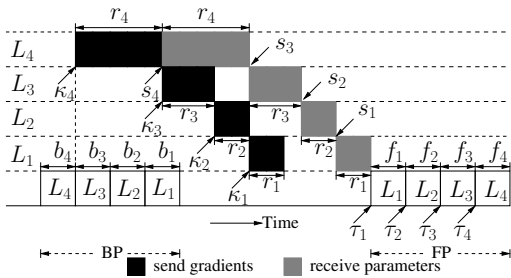 r₄ r₄
L₄ s₃
κ₄ s₄
L₃ s₂
κ₃ r₃ r₃
L₂ s₁
κ₂ r₂ r₂
L₁
b₄ b₃ b₂ b₁ κ₁ r₁ r₁ f₁ f₂ f₃ f₄
L₄ L₃ L₂ L₁ L₁ L₂ L₃ L₄
Time τ₁ τ₂ τ₃ τ₄
BP FP
send gradients receive parameters